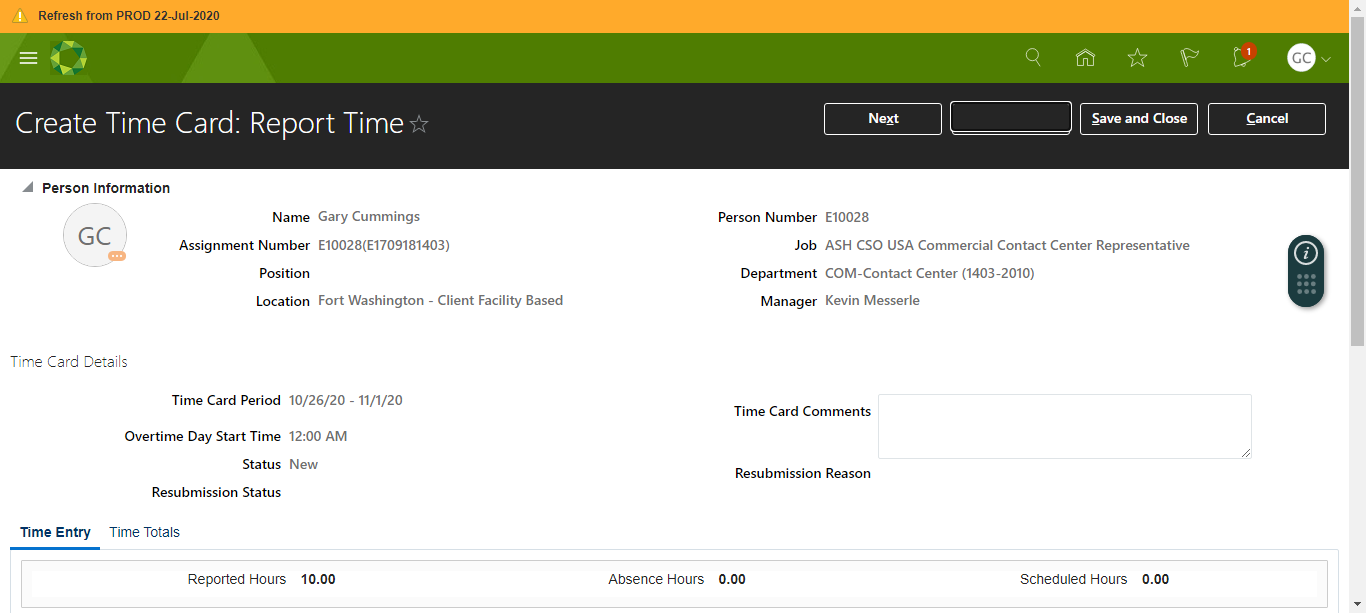 Refresh from PROD 22-Jul-2020
1
GC
Create Time Card: Report Time
Next
Save and Close
Cancel
Person Information
GC
Name Gary Cummings
Person Number E10028
Assignment Number E10028(E1709181403)
Job ASH CSO USA Commercial Contact Center Representative
Position
Department COM-Contact Center (1403-2010)
Location Fort Washington - Client Facility Based
Manager Kevin Messerle
Time Card Details
Time Card Period 10/26/20 - 11/1/20
Time Card Comments
Overtime Day Start Time 12:00 AM
Status New
Resubmission Reason
Resubmission Status
Time Entry Time Totals
Reported Hours 10.00 Absence Hours 0.00 Scheduled Hours 0.00